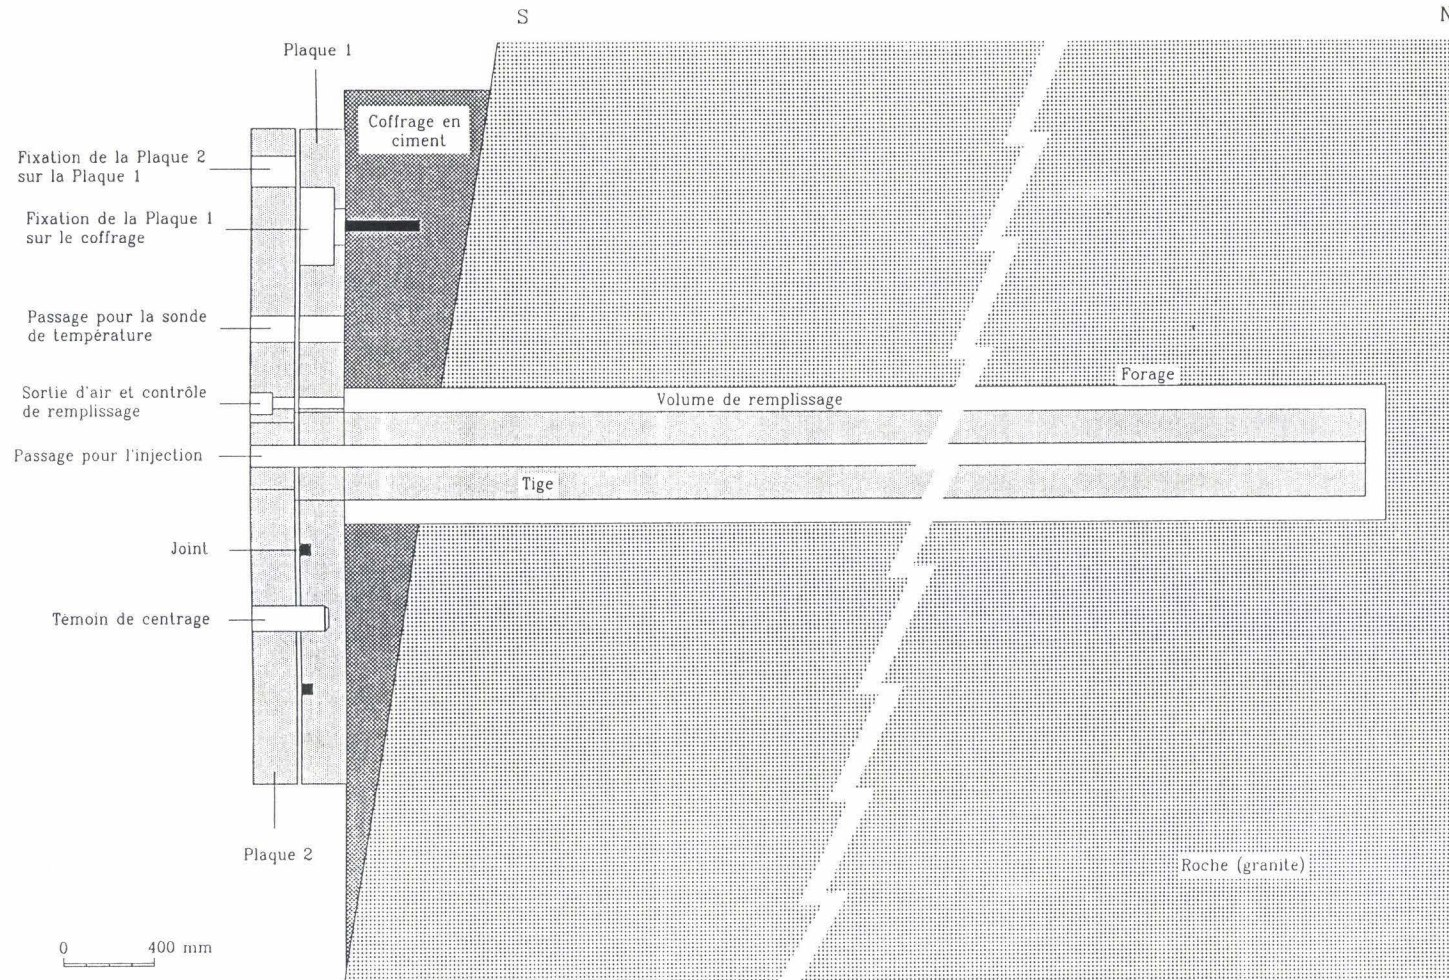 S
N
Plaque 1
Coffrage en
ciment
Fixation de la Plaque 2
sur la Plaque 1
Fixation de la Plaque 1
sur le coffrage
Passage pour la sonde
de température
Forage
Sortie d'air et contrôle
de remplissage
Volume de remplissage
Passage pour l'injection
Tige
Joint
Témoin de centrage
Plaque 2
Roche (granite)
0 400 mm